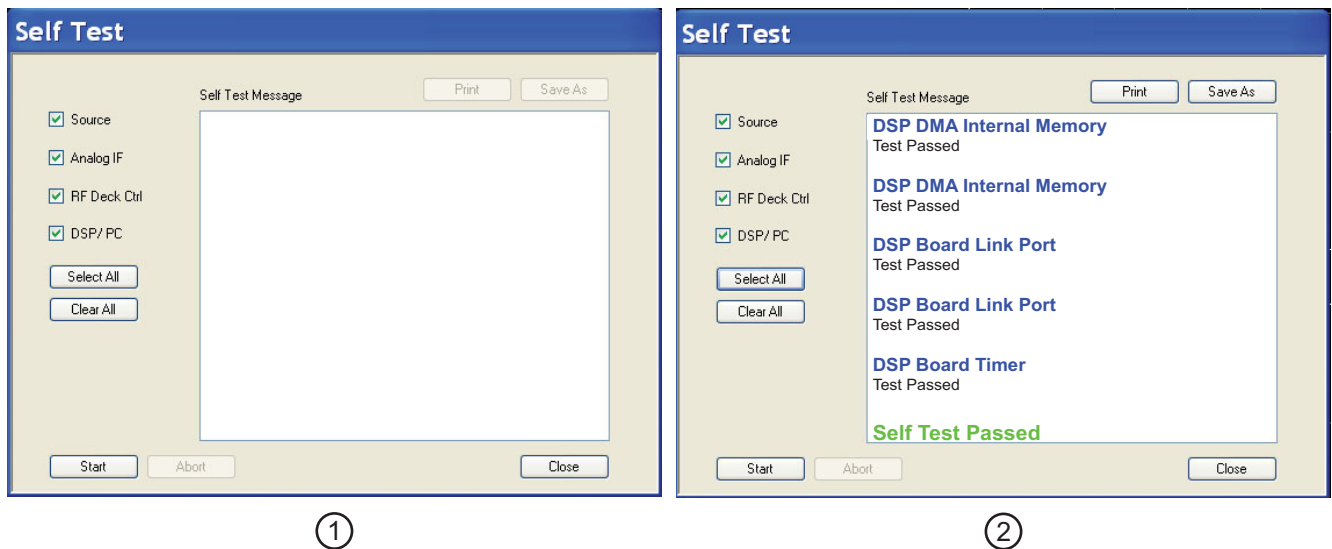 Self Test
Self Test Message
Print
Save As
Source
Analog IF
RF Deck Ctrl
DSP/ PC
Select All
Clear All
Start
Abort
Close
1
Self Test
Self Test Message
Print
Save As
Source
Analog IF
RF Deck Ctrl
DSP/ PC
Select All
Clear All
DSP DMA Internal Memory
Test Passed
DSP DMA Internal Memory
Test Passed
DSP Board Link Port
Test Passed
DSP Board Link Port
Test Passed
DSP Board Timer
Test Passed
Self Test Passed
Start
Abort
Close
2